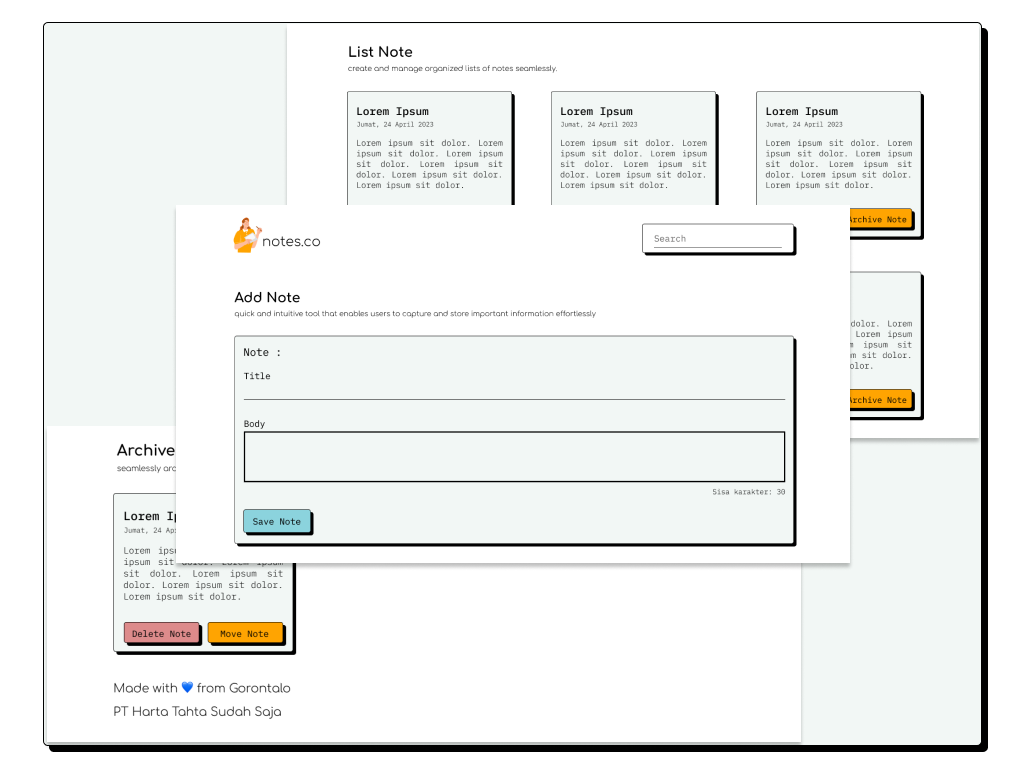 List Note
create and manage organized lists of notes seamlessly.
Lorem Ipsum
Jumat, 24 April 2023
Lorem ipsum sit dolor. Lorem
ipsum sit dolor. Lorem ipsum
sit dolor. Lorem ipsum sit
dolor. Lorem ipsum sit dolor.
Lorem ipsum sit dolor.
Lorem Ipsum
Jumat, 24 April 2023
Lorem ipsum sit dolor. Lorem
ipsum sit dolor. Lorem ipsum
sit dolor. Lorem ipsum sit
dolor. Lorem ipsum sit dolor.
Lorem ipsum sit dolor.
Lorem Ipsum
Jumat, 24 April 2023
Lorem ipsum sit dolor. Lorem
ipsum sit dolor. Lorem ipsum
sit dolor. Lorem ipsum sit
dolor. Lorem ipsum sit dolor.
Lorem ipsum sit dolor.
Archive Note
dolor. Lorem
Lorem ipsum
ipsum sit
sit dolor.
Archive Note
notes.co
Search
Add Note
quick and intuitive tool that enables users to capture and store important information effortlessly
Note :
Title
Body
Sisa karakter: 30
Save Note
Archive
seamlessly
Lorem
Jumat, 24
Lorem
ipsum sit dolor. Lorem ipsum
sit dolor. Lorem ipsum sit
dolor. Lorem ipsum sit dolor.
Lorem ipsum sit dolor.
Delete Note
Move Note
Made with 💙 from Gorontalo
PT Harta Tahta Sudah Saja